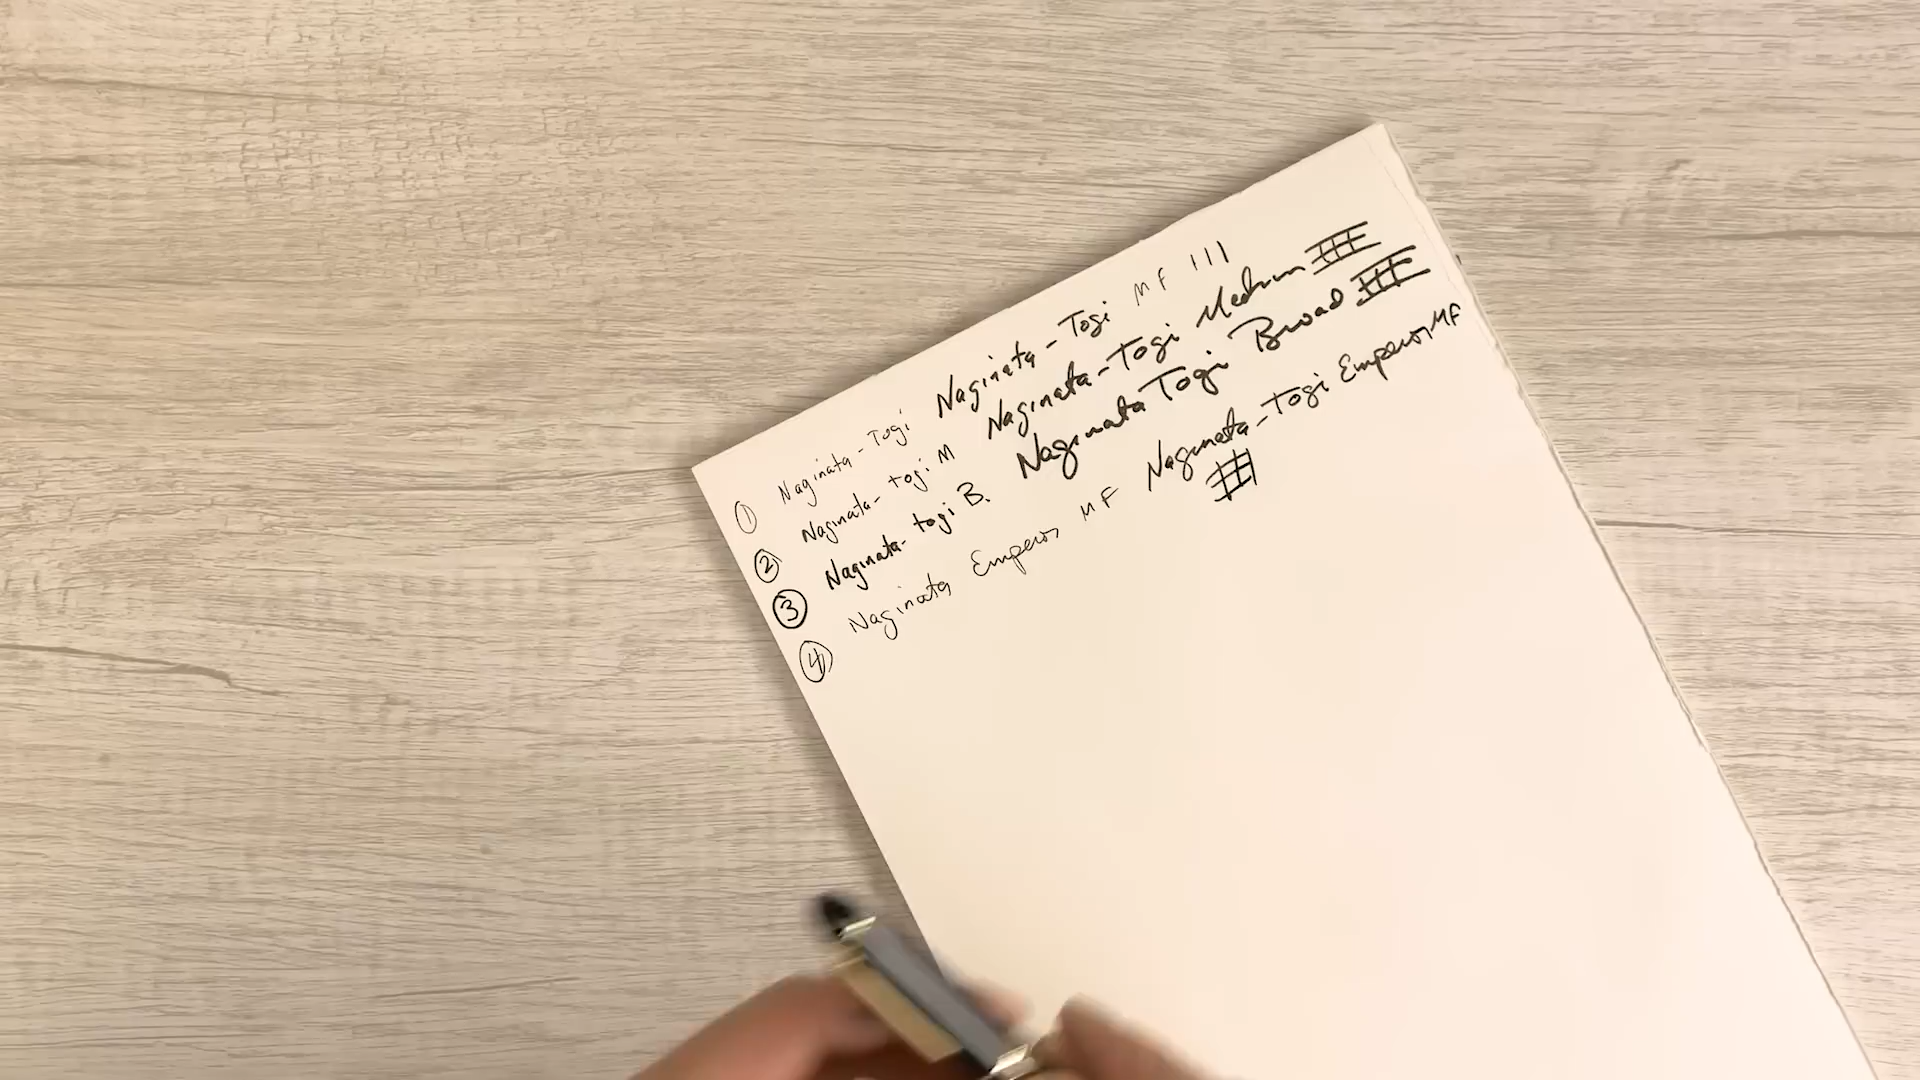 ① Naginata-Togi Naginata-Togi MF III
② Naginata-togi M Naginata-Togi Medium
③ Naginata-togi B. Naginata Togi Broad
④ Naginata Emperor MF Naginata-Togi Emperor MF